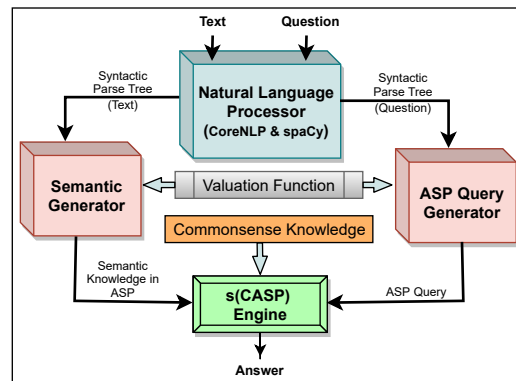 Text
Question
Natural Language
Processor
(CoreNLP & spaCy)
Syntactic
Parse Tree
(Text)
Syntactic
Parse Tree
(Question)
Semantic
Generator
Valuation Function
ASP Query
Generator
Commonsense Knowledge
Semantic
Knowledge in
ASP
s(CASP)
Engine
ASP Query
Answer